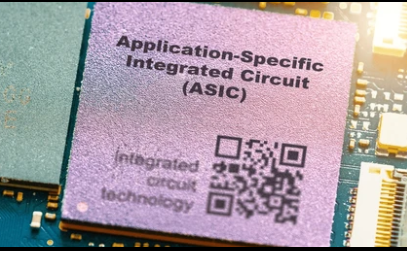 Application-Specific
Integrated Circuit
(ASIC)
integrated
circuit
technology